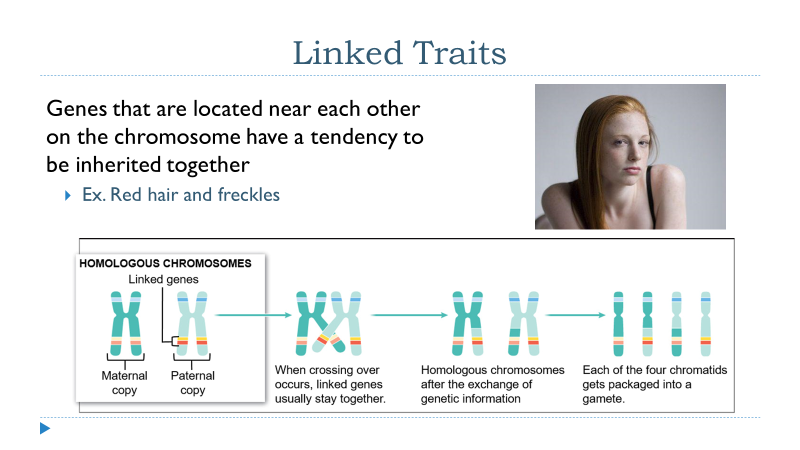 Linked Traits
Genes that are located near each other
on the chromosome have a tendency to
be inherited together
Ex. Red hair and freckles
HOMOLOGOUS CHROMOSOMES
Linked genes
Maternal
copy
Paternal
copy
When crossing over
occurs, linked genes
usually stay together.
Homologous chromosomes
after the exchange of
genetic information
Each of the four chromatids
gets packaged into a
gamete.